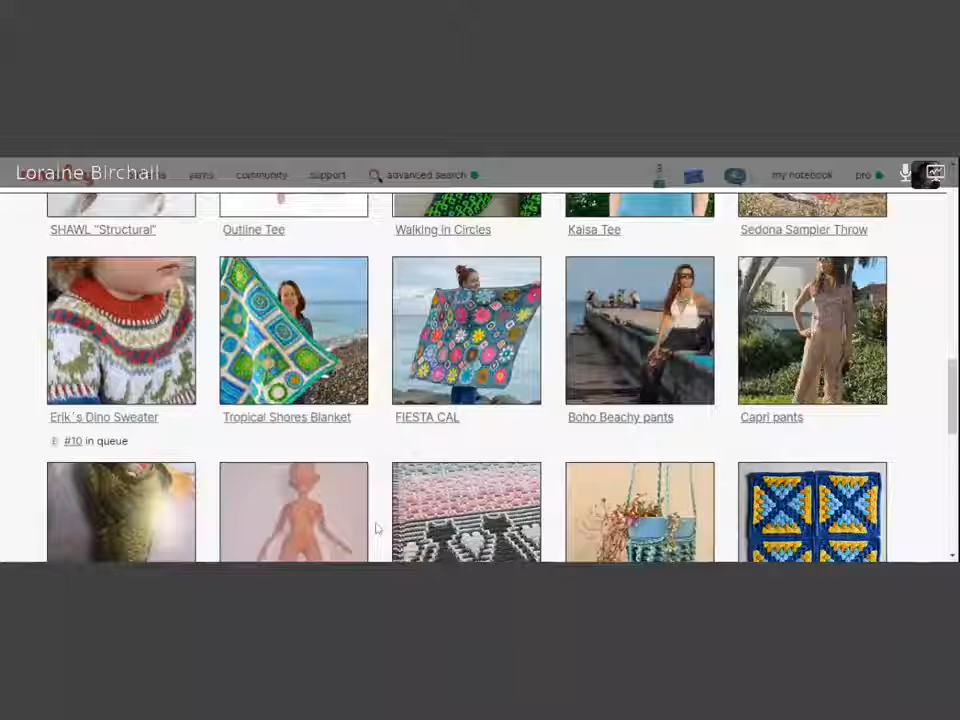 Loraine Birchall
yarns community support advanced search 3 my notebook pro
SHAWL "Structural" Outline Tee Walking in Circles Kaisa Tee Sedona Sampler Throw
Erik's Dino Sweater Tropical Shores Blanket FIESTA CAL Boho Beachy pants Capri pants
#10 in queue